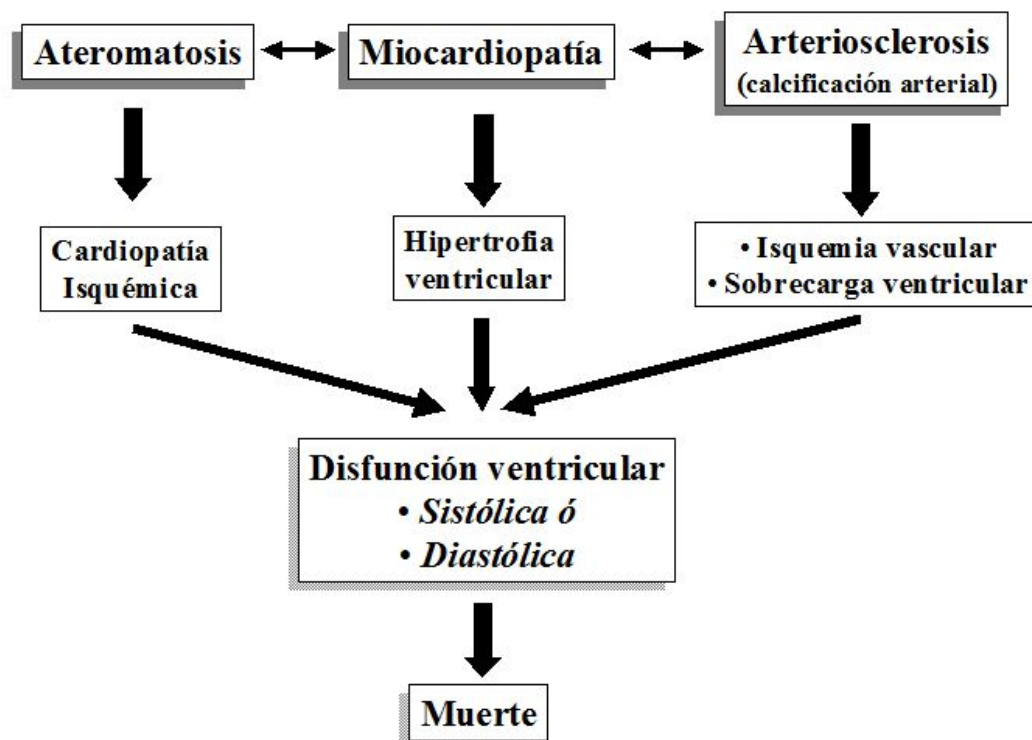 Ateromatosis
Miocardiopatía
Arteriosclerosis
(calcificación arterial)
Cardiopatía
Isquémica
Hipertrofia
ventricular
• Isquemia vascular
• Sobrecarga ventricular
Disfunción ventricular
• Sistólica ó
• Diastólica
Muerte